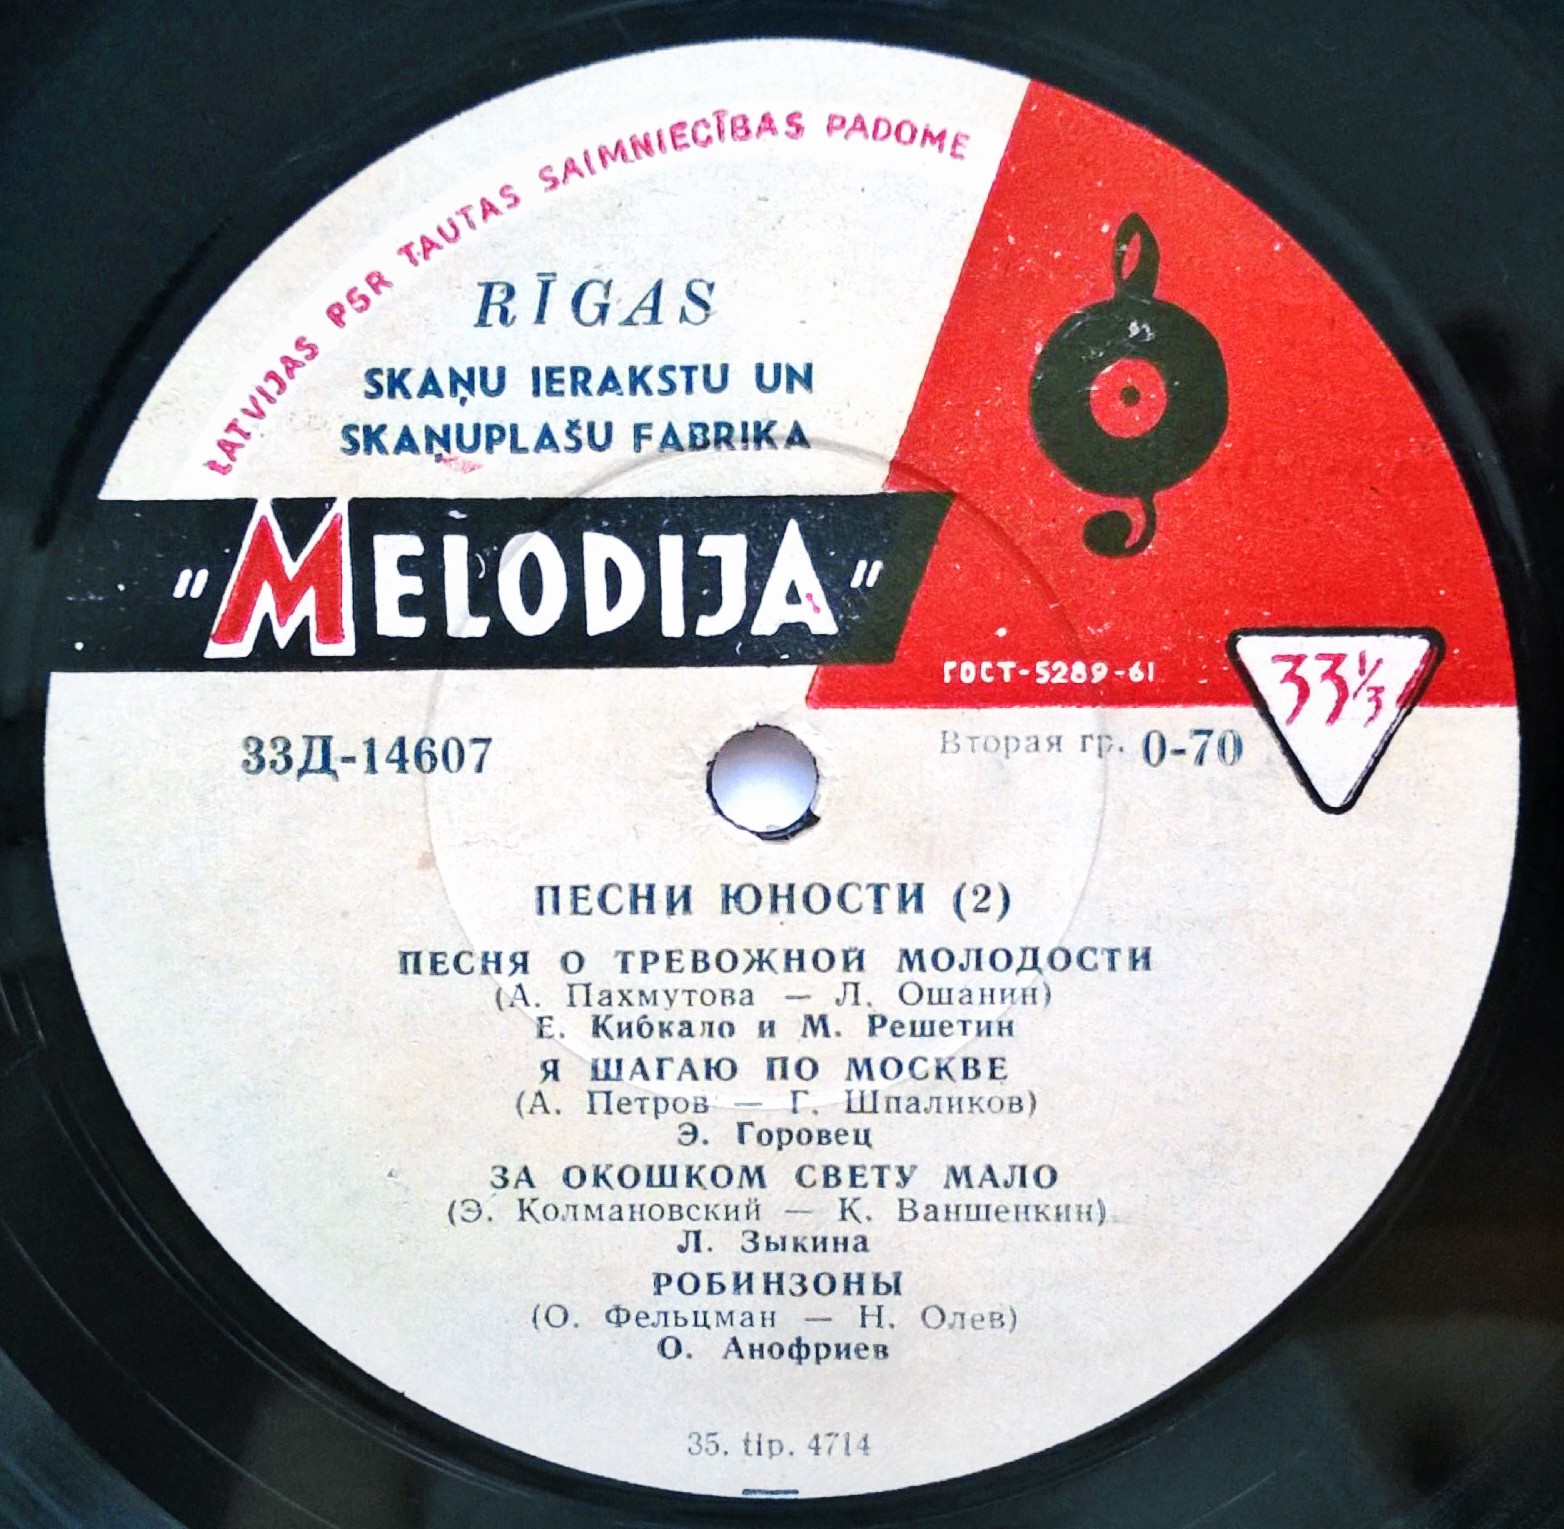 LATVIJAS PSR TAUTAS SAIMNIECĪBAS PADOME
RĪGAS
SKAŅU IERAKSTU UN
SKAŅUPLAŠU FABRIKA
"MELODIJA"
ГОСТ-5289-61
33⅓
33Д-14607
Вторая гр. 0-70
ПЕСНИ ЮНОСТИ (2)
ПЕСНЯ О ТРЕВОЖНОЙ МОЛОДОСТИ
(А. Пахмутова — Л. Ошанин)
Е. Кибкало и М. Решетин
Я ШАГАЮ ПО МОСКВЕ
(А. Петров — Г. Шпаликов)
Э. Горовец
ЗА ОКОШКОМ СВЕТУ МАЛО
(Э. Колмановский — К. Ваншенкин)
Л. Зыкина
РОБИНЗОНЫ
(О. Фельцман — Н. Олев)
О. Анофриев
35. tip. 4714